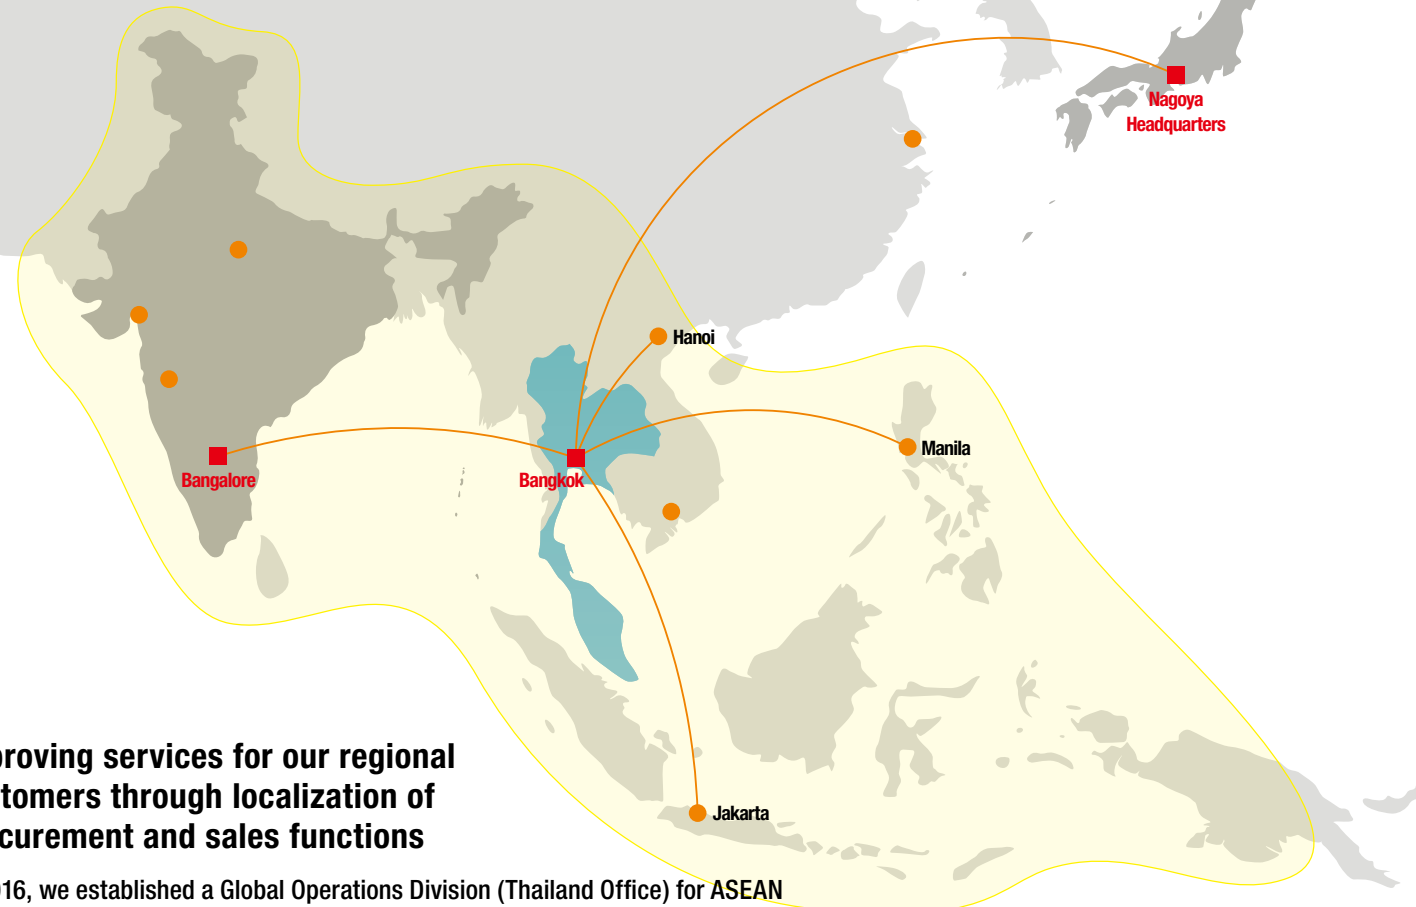 Nagoya
Headquarters
Hanoi
Manila
Bangalore
Bangkok
Jakarta
proving services for our regional
tomers through localization of
curement and sales functions
16, we established a Global Operations Division (Thailand Office) for ASEAN